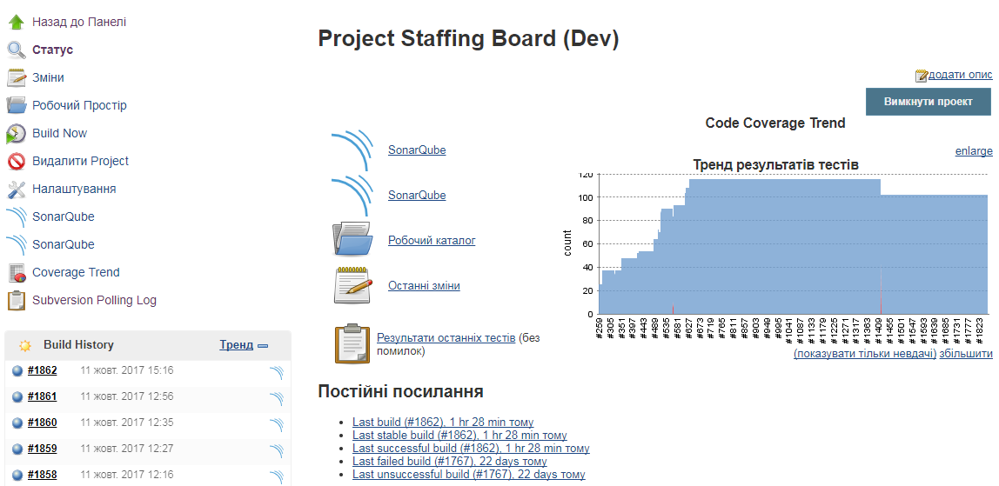 Назад до Панелі
Статус
Зміни
Робочий Простір
Build Now
Видалити Project
Налаштування
SonarQube
SonarQube
Coverage Trend
Subversion Polling Log
Build History
Тренд
#1862 11 жовт. 2017 15:16
#1861 11 жовт. 2017 12:56
#1860 11 жовт. 2017 12:35
#1859 11 жовт. 2017 12:27
#1858 11 жовт. 2017 12:16
Project Staffing Board (Dev)
додати опис
Вимкнути проект
SonarQube
SonarQube
Робочий каталог
Останні зміни
Результати останніх тестів (без
помилок)
Code Coverage Trend
enlarge
Тренд результатів тестів
120
100
80
60
40
20
0
count
#259 #305 #351 #397 #443 #489 #535 #581 #627 #673 #719 #765 #811 #857 #903 #949 #995 #1041 #1087 #1133 #1179 #1225 #1271 #1317 #1363 #1409 #1455 #1501 #1547 #1593 #1639 #1685 #1731 #1777 #1823
(показувати тільки невдачі) збільшити
Постійні посилання
Last build (#1862), 1 hr 28 min тому
Last stable build (#1862), 1 hr 28 min тому
Last successful build (#1862), 1 hr 28 min тому
Last failed build (#1767), 22 days тому
Last unsuccessful build (#1767), 22 days тому